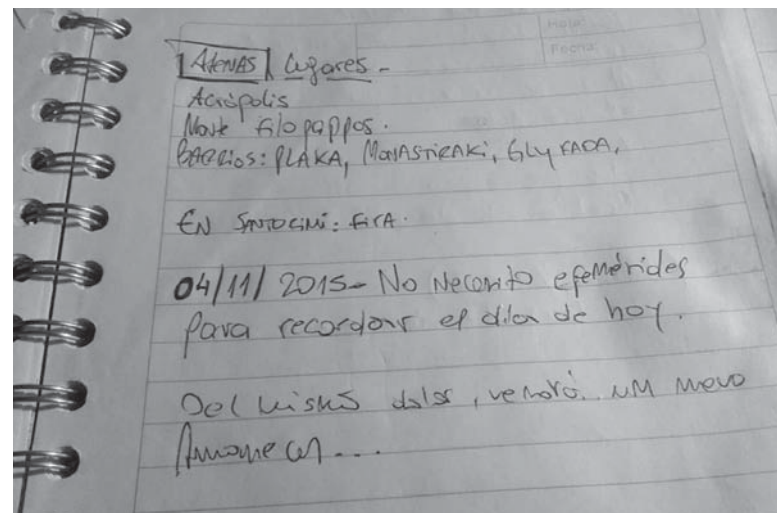 Hoja:
Fecha:
ATENAS Lugares -
Acrópolis
Monte Filopappos.
BARRIOS: PLAKA, MONASTIRAKI, GLYFADA,
EN SANTORINI: FIRA.
04/11/2015- No Necesito efemérides
para recordar el día de hoy.
Del mismo dolor, vendrá un nuevo
Amanecer...